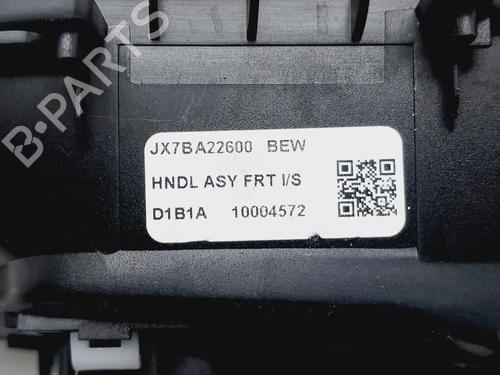 JX7BA22600 BEW
HNDL ASY FRT I/S
D1B1A 10004572
B-PARTS